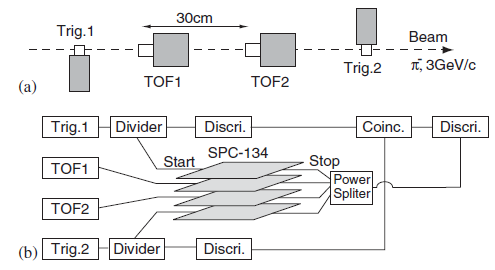 30cm
Trig.1
Beam
TOF1
TOF2
Trig.2
π⁻, 3GeV/c
(a)
Trig.1
Divider
Discri.
Coinc.
Discri.
Start
SPC-134
Stop
TOF1
Power
Spliter
TOF2
(b)
Trig.2
Divider
Discri.